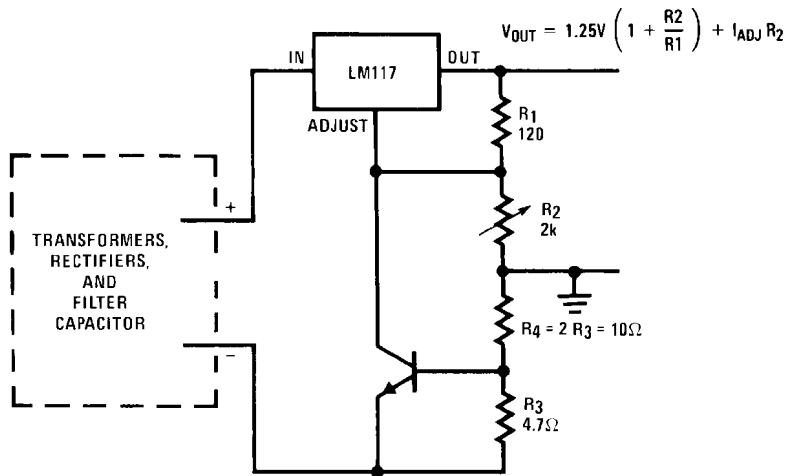 V_OUT = 1.25V ( 1 + R2/R1 ) + I_ADJ R_2
IN
LM117
OUT
ADJUST
R1
120
+
R2
2k
TRANSFORMERS,
RECTIFIERS,
AND
FILTER
CAPACITOR
−
R4 = 2 R3 = 10Ω
R3
4.7Ω